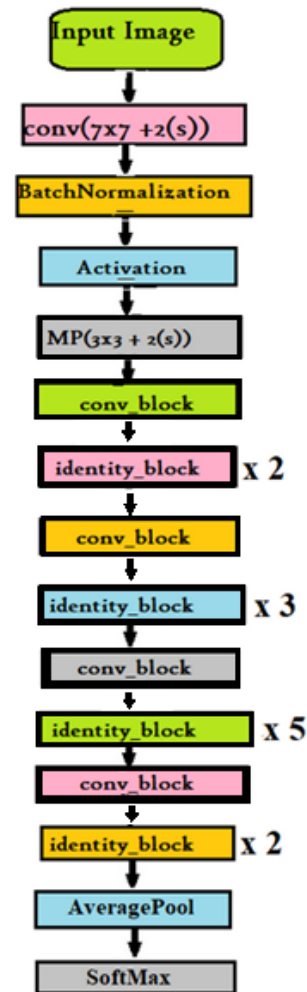 Input Image
conv(7x7 +2(s))
BatchNormalization
Activation
MP(3x3 + 2(s))
conv_block
identity_block x 2
conv_block
identity_block x 3
conv_block
identity_block x 5
conv_block
identity_block x 2
AveragePool
SoftMax